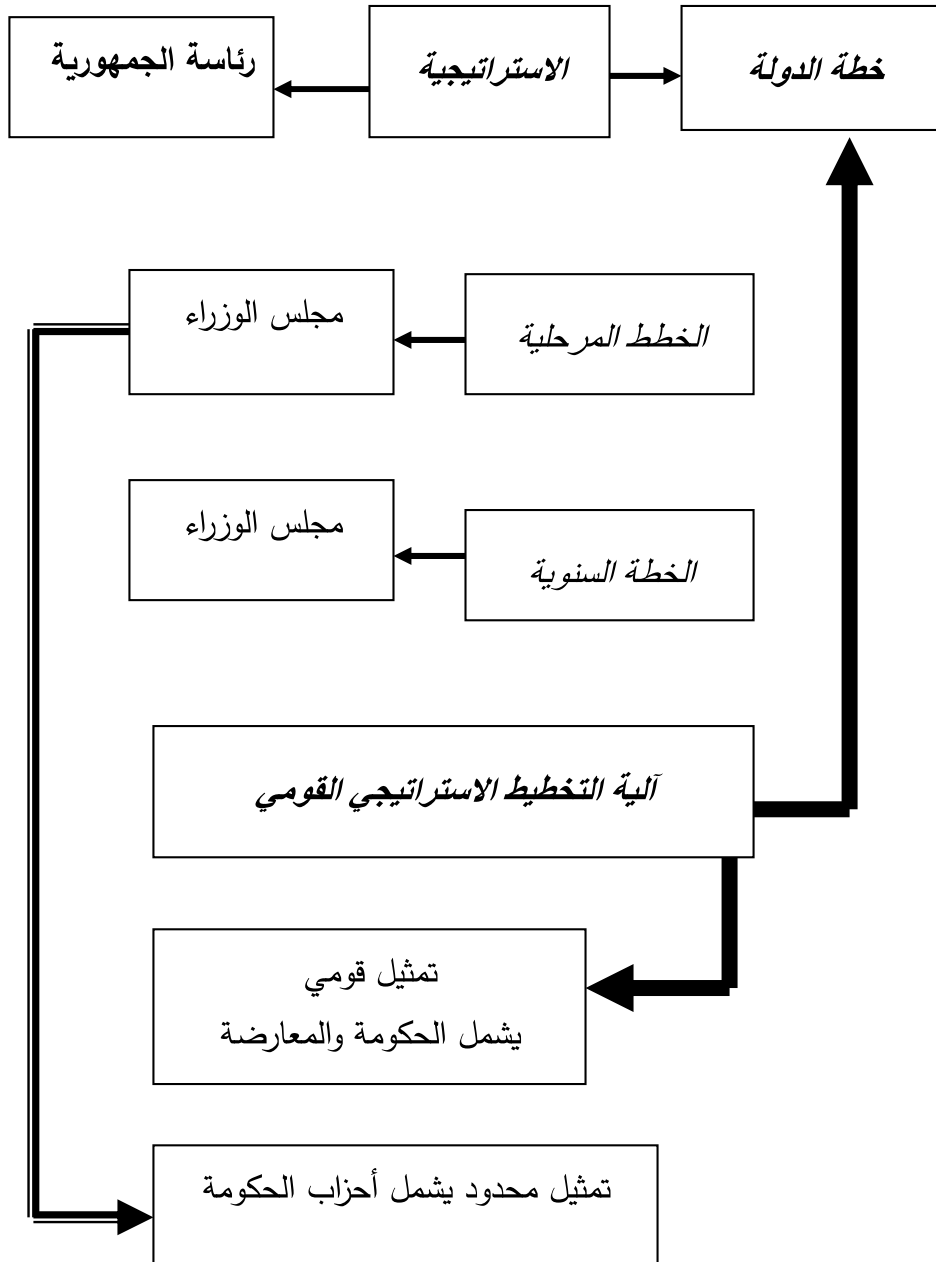 خطة الدولة
الاستراتيجية
رئاسة الجمهورية
مجلس الوزراء
الخطط المرحلية
مجلس الوزراء
الخطة السنوية
آلية التخطيط الاستراتيجي القومي
تمثيل قومي
يشمل الحكومة والمعارضة
تمثيل محدود يشمل أحزاب الحكومة